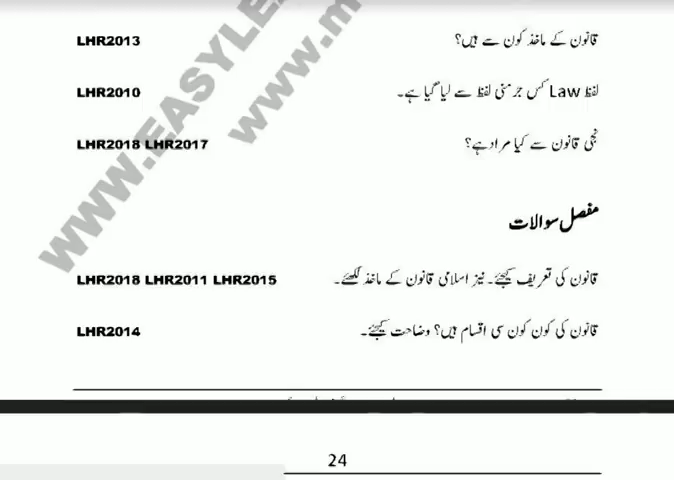 قانون کے ماخذ کون سے ہیں؟ LHR2013
لفظ Law کس جرمنی لفظ سے لیا گیا ہے۔ LHR2010
نجی قانون سے کیا مراد ہے؟ LHR2018 LHR2017
مفصل سوالات
قانون کی تعریف کیجئے۔ نیز اسلامی قانون کے ماخذ لکھئے۔ LHR2018 LHR2011 LHR2015
قانون کی کون کون سی اقسام ہیں؟ وضاحت کیجئے۔ LHR2014
24